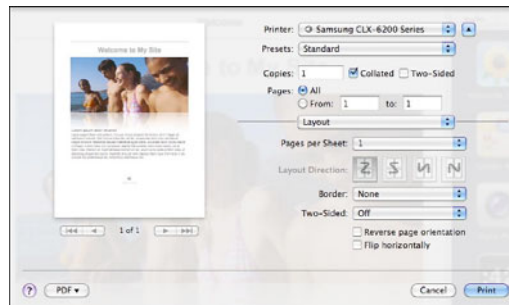 Printer: Samsung CLX-6200 Series
Presets: Standard
Copies: 1 Collated Two-Sided
Pages: All
From: 1 to: 1
Layout
Pages per Sheet: 1
Layout Direction:
Border: None
Two-Sided: Off
Reverse page orientation
Flip horizontally
Welcome to My Site
1 of 1
? PDF Cancel Print